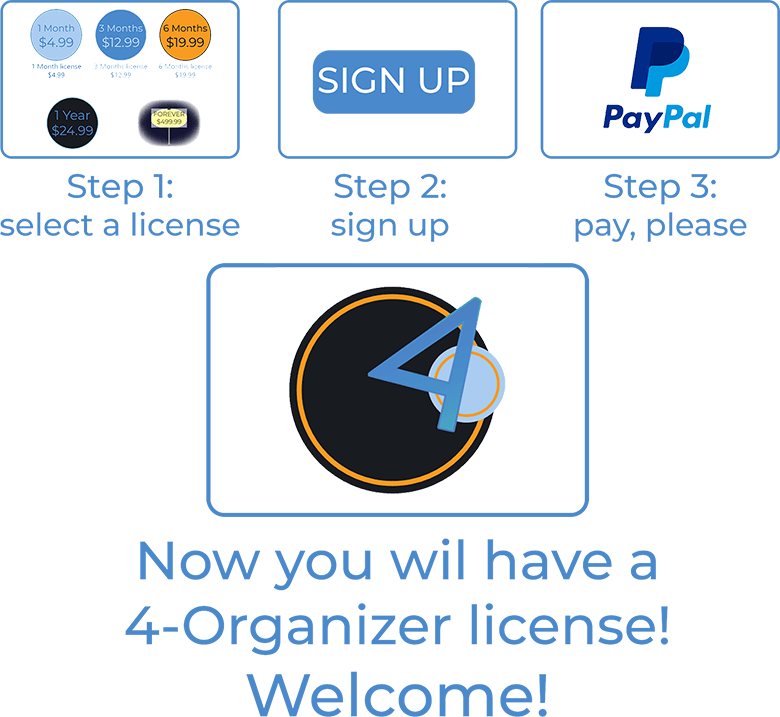 1 Month
$4.99
3 Months
$12.99
6 Months
$19.99
1 Month license
$4.99
3 Months license
$12.99
6 Months license
$19.99
1 Year
$24.99
FOREVER
$499.99
SIGN UP
PayPal
Step 1:
select a license
Step 2:
sign up
Step 3:
pay, please
4
Now you wil have a
4-Organizer license!
Welcome!